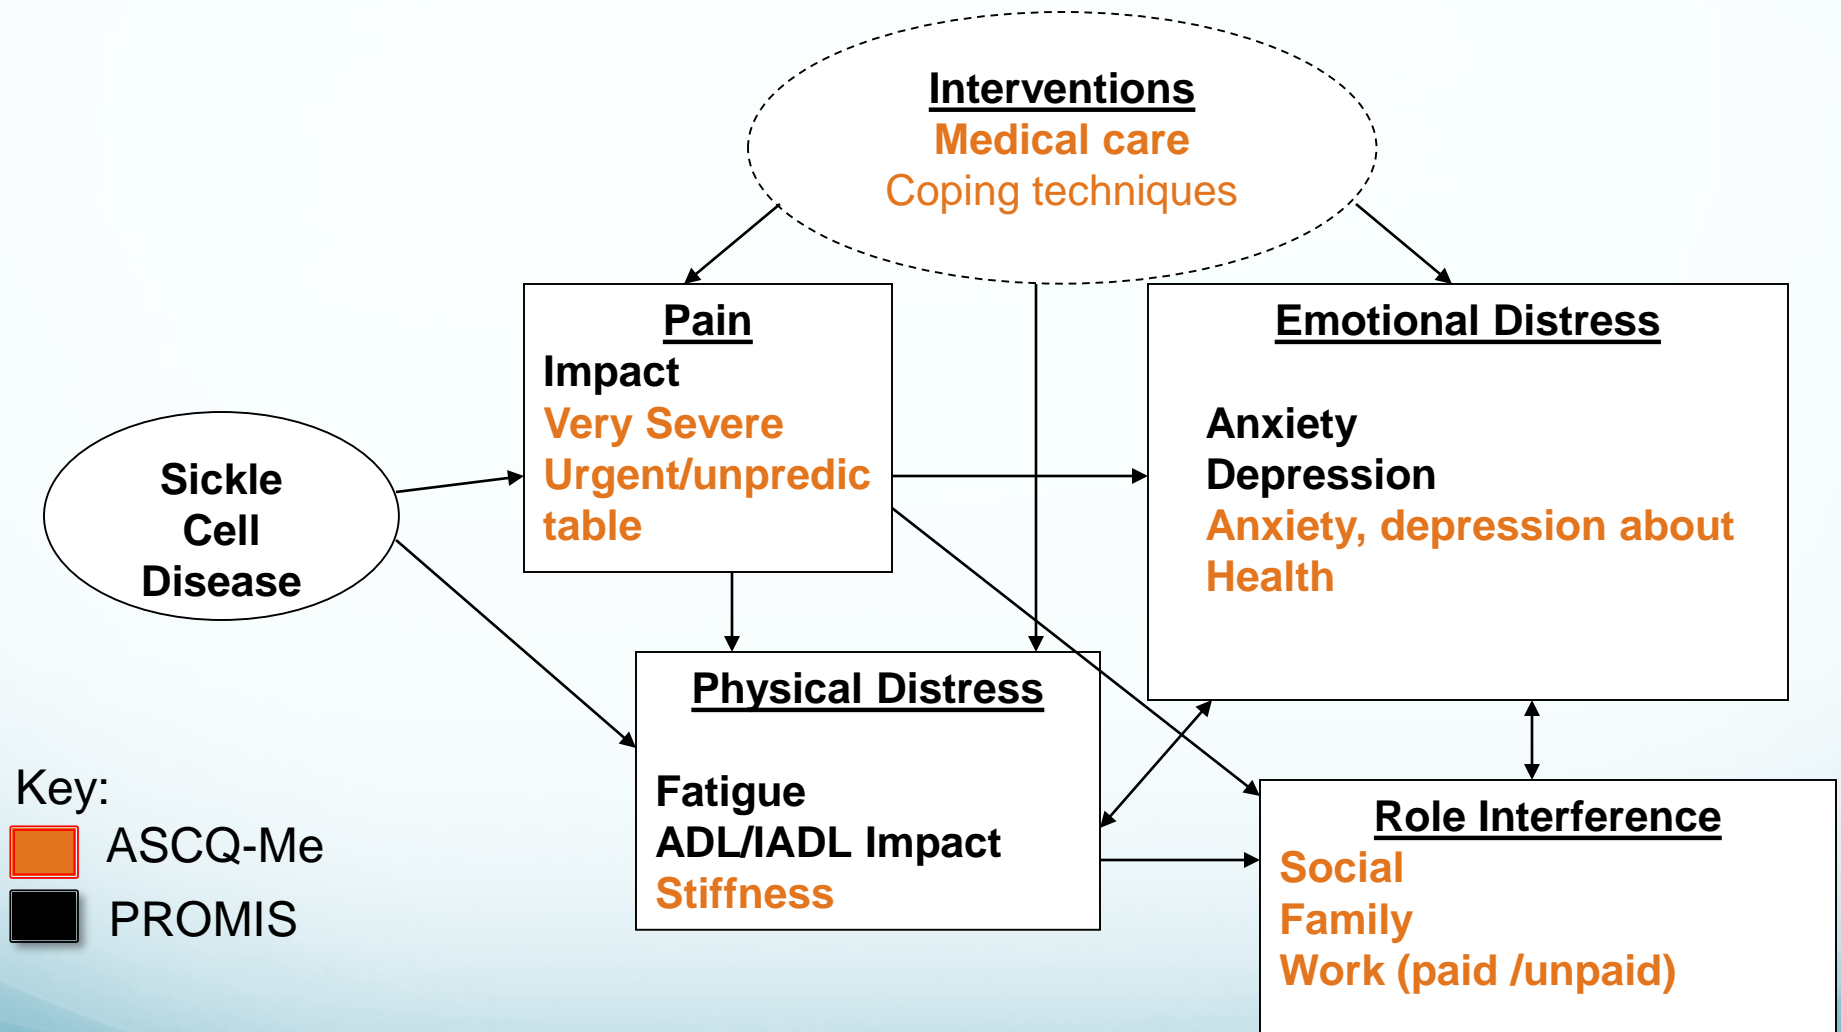 Interventions
Medical care
Coping techniques
Pain
Impact
Very Severe
Urgent/unpredic
table
Emotional Distress
Anxiety
Depression
Anxiety, depression about
Health
Sickle
Cell
Disease
Physical Distress
Fatigue
ADL/IADL Impact
Stiffness
Role Interference
Social
Family
Work (paid /unpaid)
Key:
ASCQ-Me
PROMIS